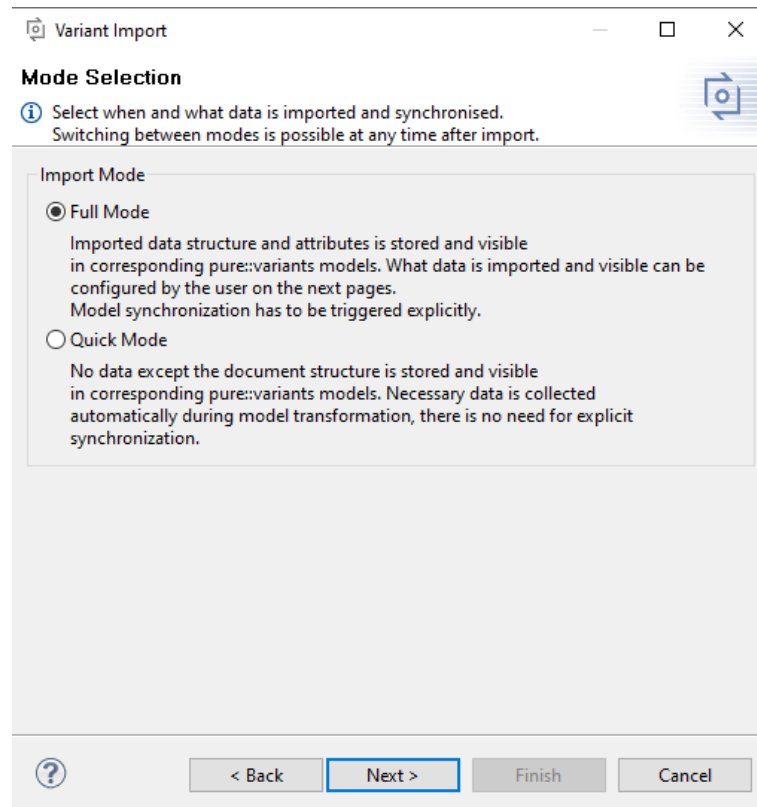 Variant Import
Mode Selection
Select when and what data is imported and synchronised.
Switching between modes is possible at any time after import.
Import Mode
Full Mode
Imported data structure and attributes is stored and visible
in corresponding pure::variants models. What data is imported and visible can be
configured by the user on the next pages.
Model synchronization has to be triggered explicitly.
Quick Mode
No data except the document structure is stored and visible
in corresponding pure::variants models. Necessary data is collected
automatically during model transformation, there is no need for explicit
synchronization.
< Back Next > Finish Cancel